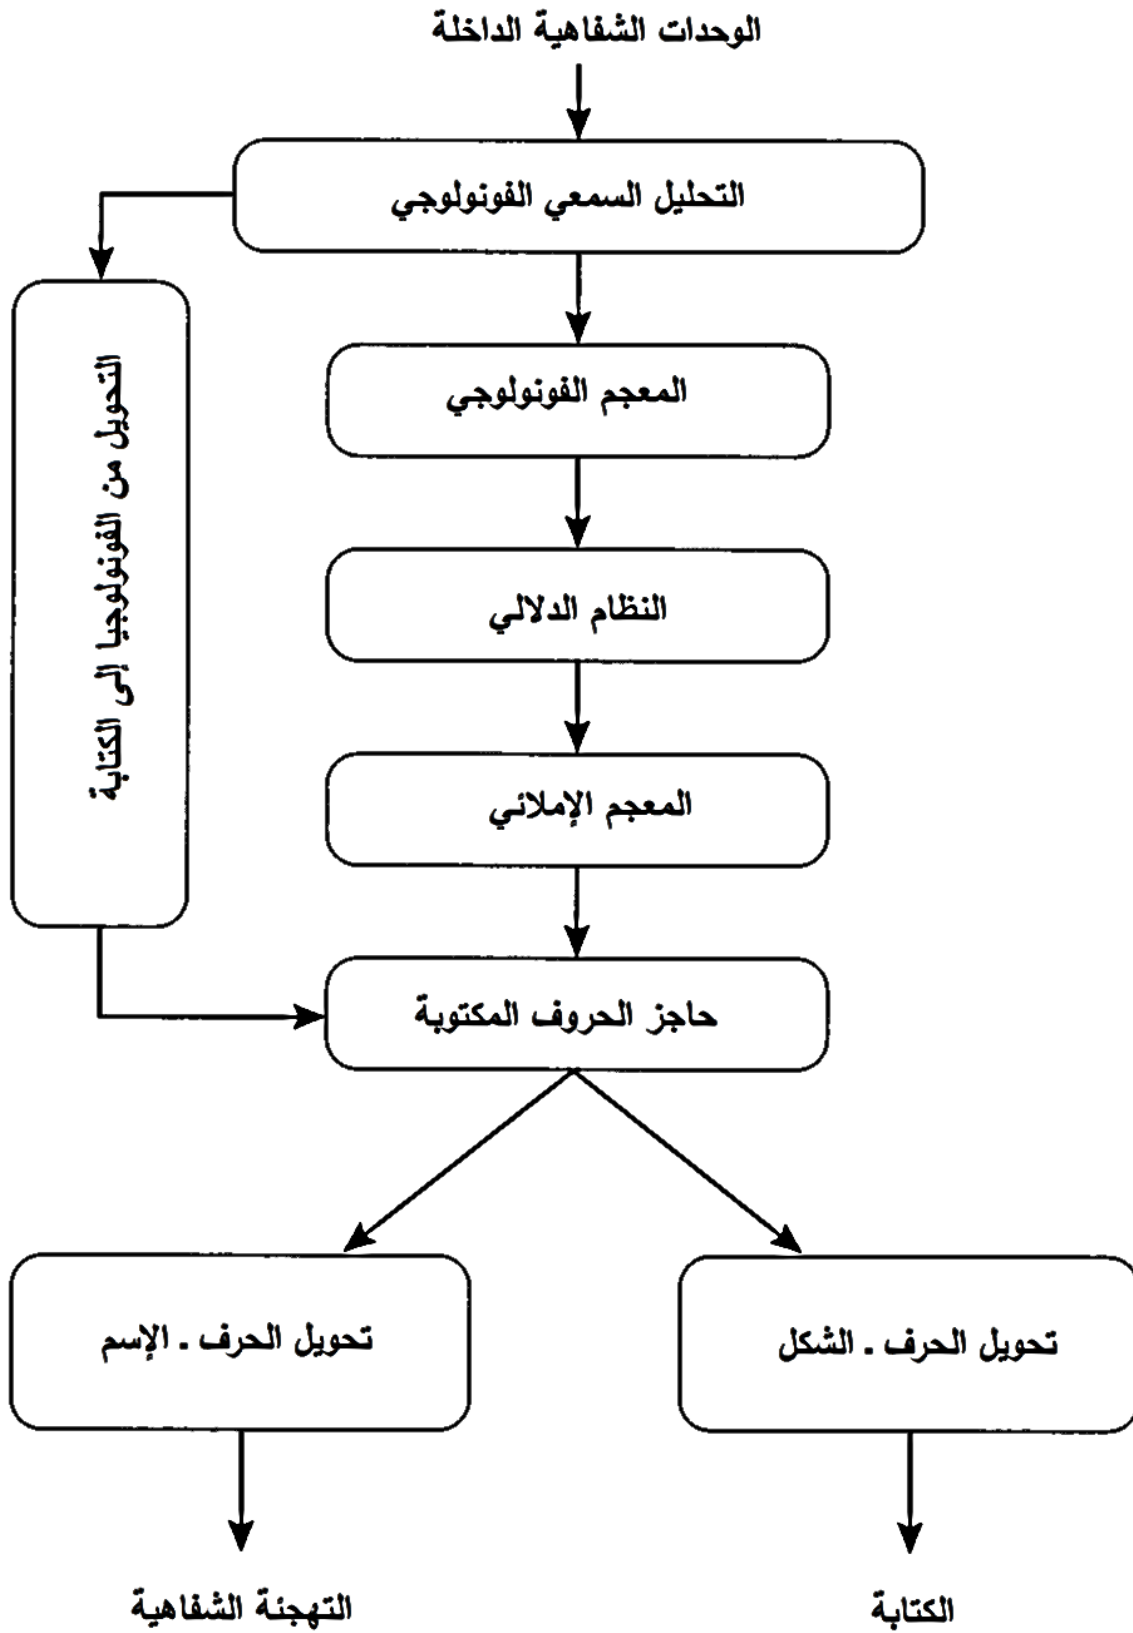 الوحدات الشفاهية الداخلة
التحليل السمعي الفونولوجي
المعجم الفونولوجي
التحويل من الفونولوجيا إلى الكتابة
النظام الدلالي
المعجم الإملائي
حاجز الحروف المكتوبة
تحويل الحرف ـ الشكل
تحويل الحرف ـ الإسم
الكتابة
التهجئة الشفاهية